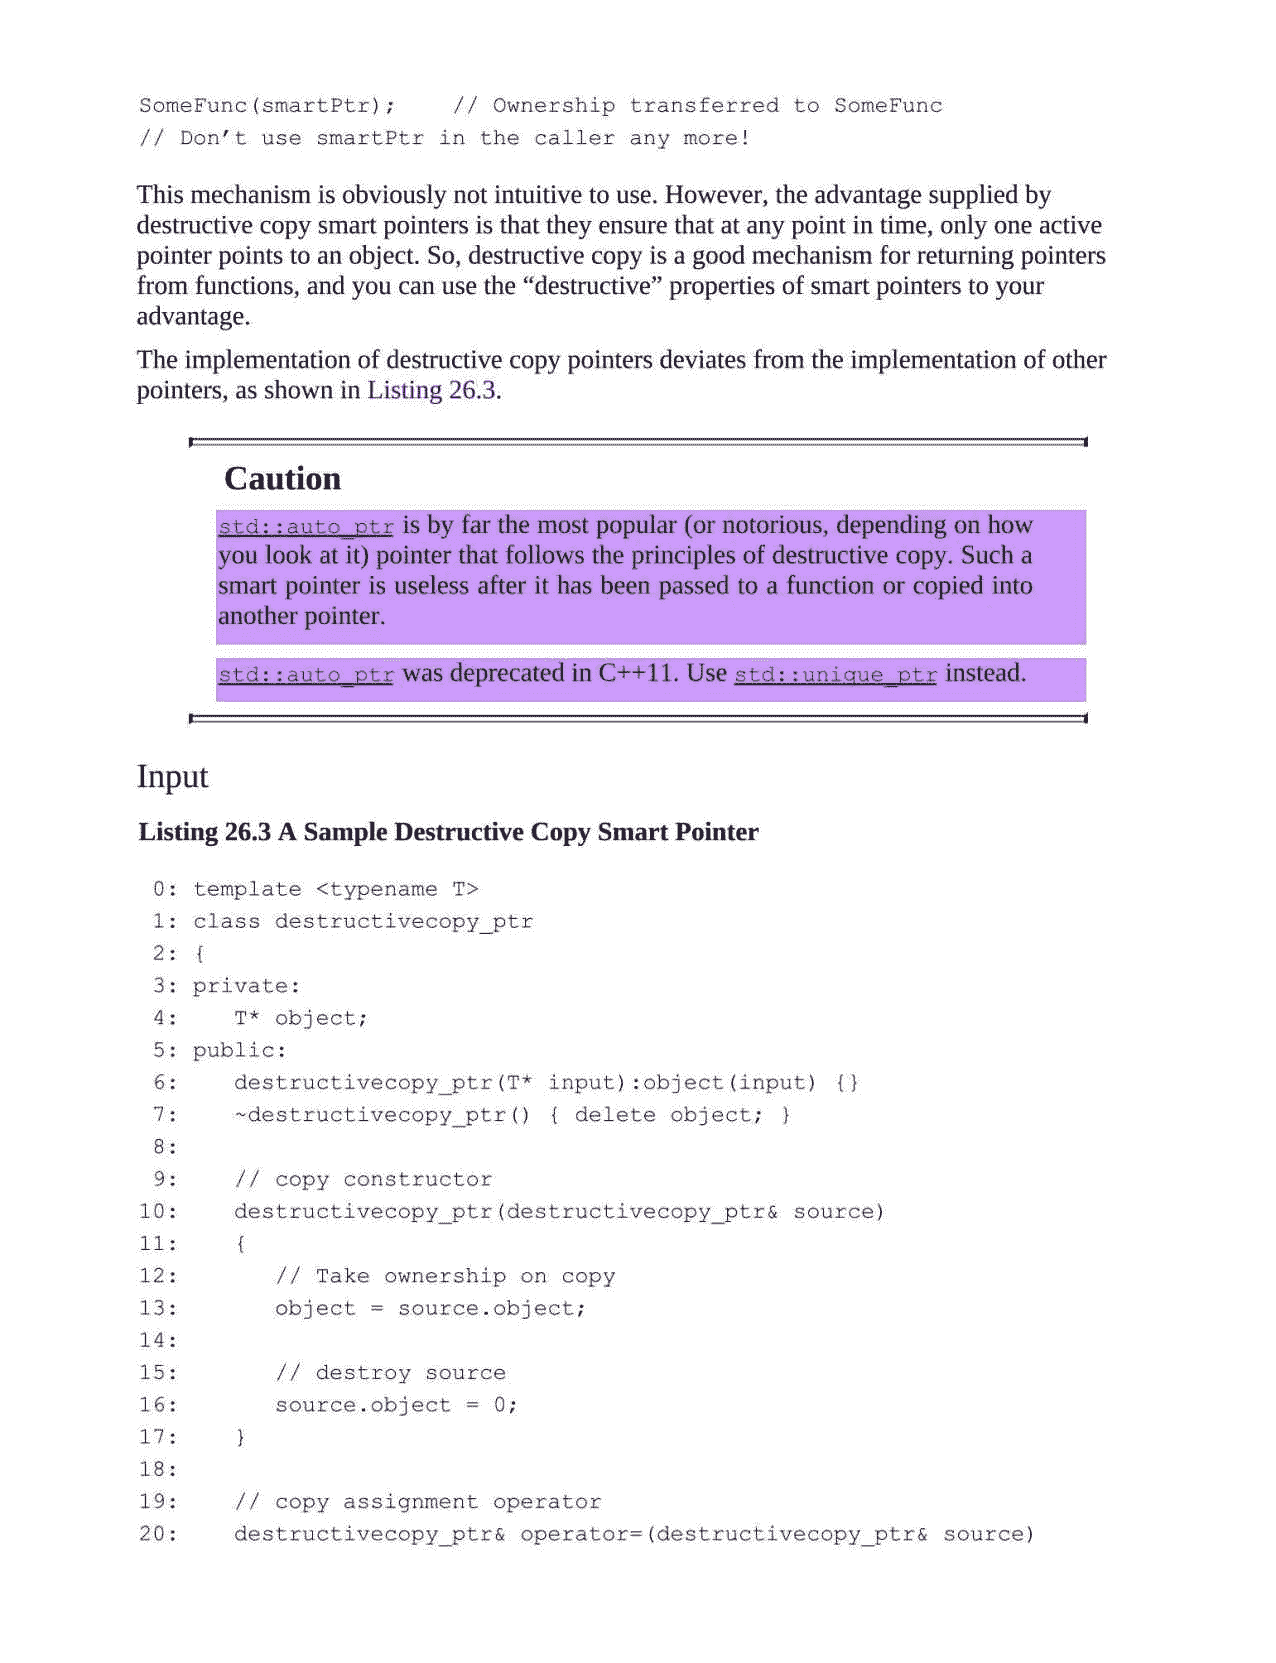 SomeFunc(smartPtr);    // Ownership transferred to SomeFunc
// Don’t use smartPtr in the caller any more!
This mechanism is obviously not intuitive to use. However, the advantage supplied by
destructive copy smart pointers is that they ensure that at any point in time, only one active
pointer points to an object. So, destructive copy is a good mechanism for returning pointers
from functions, and you can use the “destructive” properties of smart pointers to your
advantage.
The implementation of destructive copy pointers deviates from the implementation of other
pointers, as shown in Listing 26.3.
Caution
std::auto_ptr is by far the most popular (or notorious, depending on how
you look at it) pointer that follows the principles of destructive copy. Such a
smart pointer is useless after it has been passed to a function or copied into
another pointer.
std::auto_ptr was deprecated in C++11. Use std::unique_ptr instead.
Input
Listing 26.3 A Sample Destructive Copy Smart Pointer
0: template <typename T>
1: class destructivecopy_ptr
2: {
3: private:
4:    T* object;
5: public:
6:    destructivecopy_ptr(T* input):object(input) {}
7:    ~destructivecopy_ptr() { delete object; }
8:
9:    // copy constructor
10:    destructivecopy_ptr(destructivecopy_ptr& source)
11:    {
12:       // Take ownership on copy
13:       object = source.object;
14:
15:       // destroy source
16:       source.object = 0;
17:    }
18:
19:    // copy assignment operator
20:    destructivecopy_ptr& operator=(destructivecopy_ptr& source)